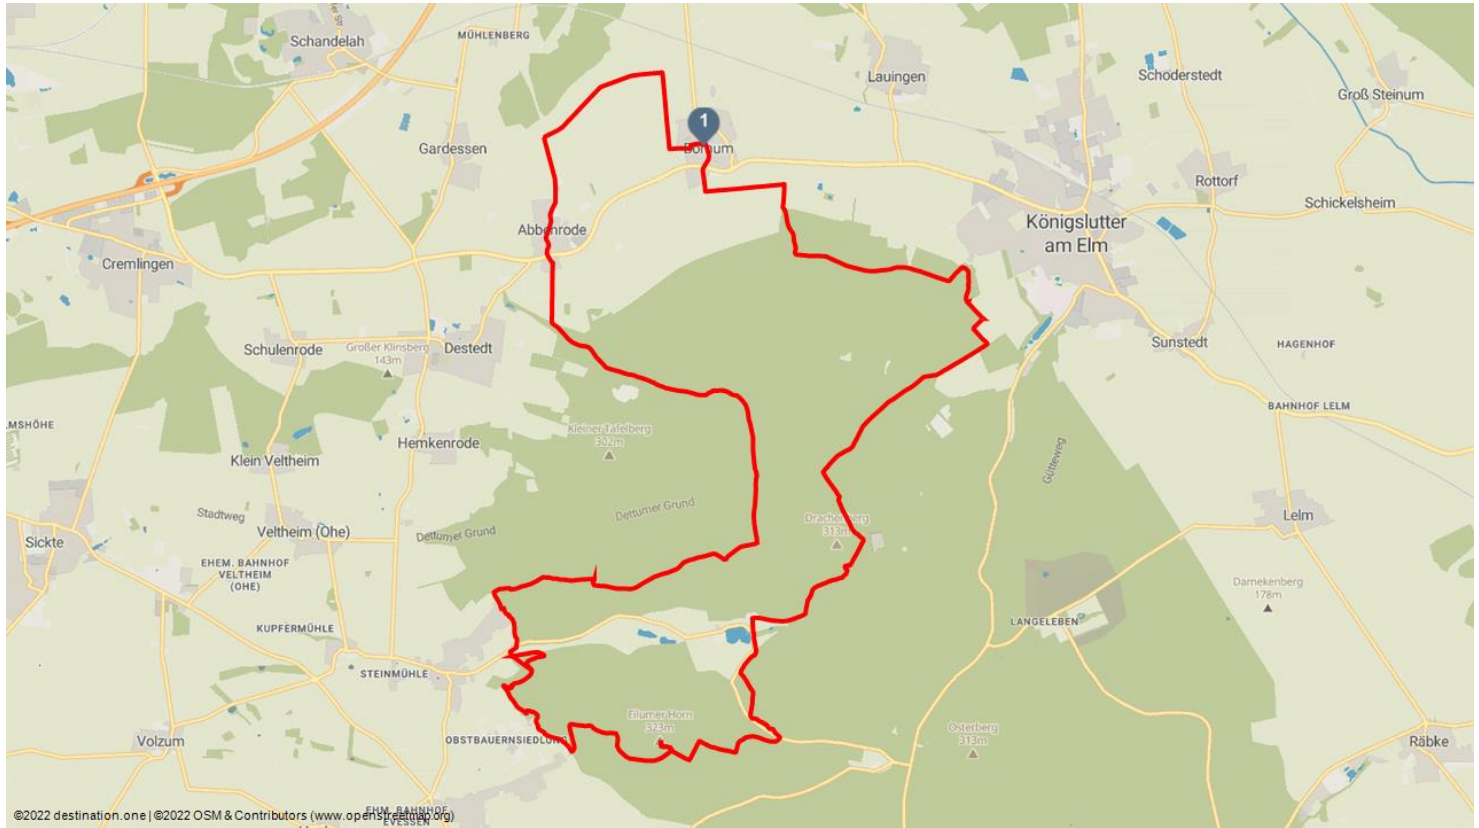 Schandelah
MÜHLENBERG
Lauingen
Schoderstedt
Groß Steinum
1
Bornum
Gardessen
Rottorf
Schickelsheim
Königslutter
am Elm
Abbenrode
Cremlingen
Schulenrode
Großer Klinsberg
143m
Destedt
Sunstedt
HAGENHOF
BAHNHOF LELM
Kleiner Tafelberg
302m
Hemkenrode
Klein Veltheim
Gütteweg
Stadtweg
Dettumer Grund
Dettumer Grund
Drachenberg
313m
Lelm
Sickte
Veltheim (Ohe)
EHEM. BAHNHOF
VELTHEIM
(OHE)
Darnekenberg
178m
KUPFERMÜHLE
LANGELEBEN
STEINMÜHLE
Eilumer Horn
323m
Osterberg
313m
Volzum
OBSTBAUERNSIEDLUNG
Räbke
EHM. BAHNHOF
EVESSEN
©2022 destination.one | ©2022 OSM & Contributors (www.openstreetmap.org)